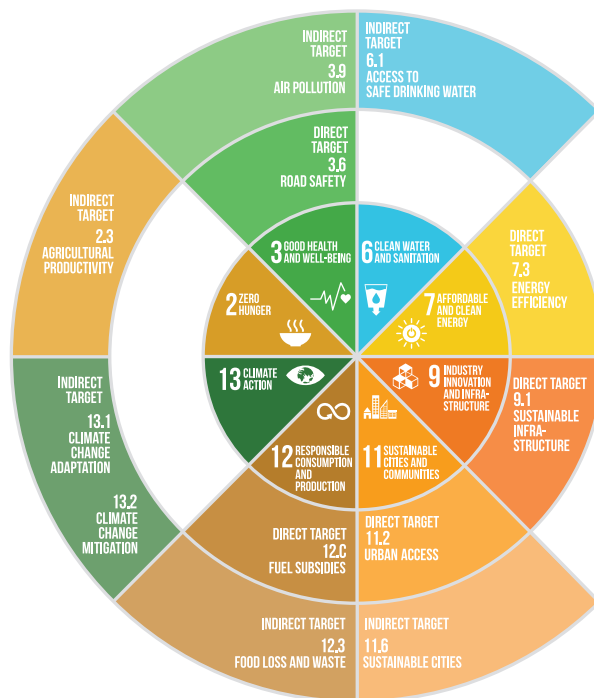 INDIRECT
TARGET
3.9
AIR POLLUTION
INDIRECT
TARGET
6.1
ACCESS TO
SAFE DRINKING WATER
DIRECT
TARGET
3.6
ROAD SAFETY
INDIRECT
TARGET
2.3
AGRICULTURAL
PRODUCTIVITY
DIRECT
TARGET
7.3
ENERGY
EFFICIENCY
3 GOOD HEALTH
AND WELL-BEING
6 CLEAN WATER
AND SANITATION
2 ZERO
HUNGER
7 AFFORDABLE
AND CLEAN
ENERGY
13 CLIMATE
ACTION
9 INDUSTRY
INNOVATION
AND INFRA-
STRUCTURE
12 RESPONSIBLE
CONSUMPTION
AND
PRODUCTION
11 SUSTAINABLE
CITIES AND
COMMUNITIES
INDIRECT
TARGET
13.1
CLIMATE
CHANGE
ADAPTATION
13.2
CLIMATE
CHANGE
MITIGATION
DIRECT TARGET
9.1
SUSTAINABLE
INFRA-
STRUCTURE
DIRECT TARGET
12.C
FUEL SUBSIDIES
DIRECT TARGET
11.2
URBAN ACCESS
INDIRECT TARGET
12.3
FOOD LOSS AND WASTE
INDIRECT TARGET
11.6
SUSTAINABLE CITIES